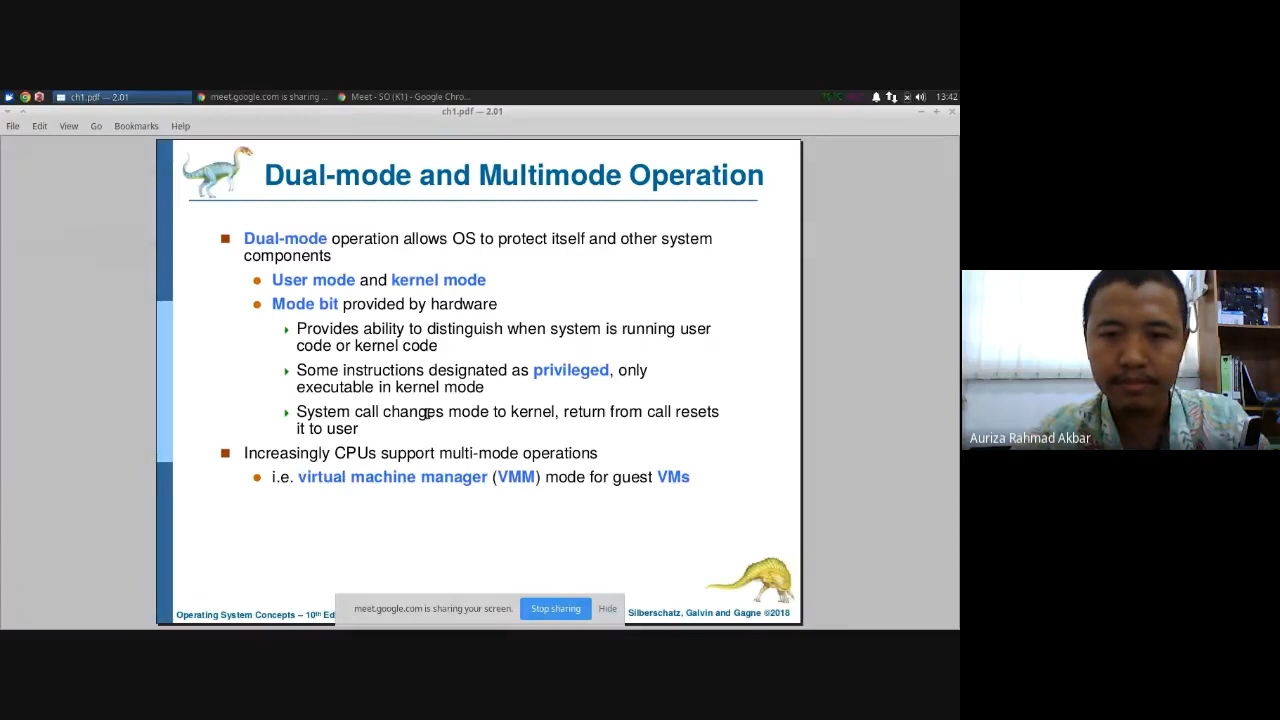 ch1.pdf — 2.01
meet.google.com is sharing ...
Meet - SO (K1) - Google Chro...
13:42
ch1.pdf — 2.01
File Edit View Go Bookmarks Help
Dual-mode and Multimode Operation
Dual-mode operation allows OS to protect itself and other system
components
User mode and kernel mode
Mode bit provided by hardware
Provides ability to distinguish when system is running user
code or kernel code
Some instructions designated as privileged, only
executable in kernel mode
System call changes mode to kernel, return from call resets
it to user
Increasingly CPUs support multi-mode operations
i.e. virtual machine manager (VMM) mode for guest VMs
Auriza Rahmad Akbar
meet.google.com is sharing your screen. Stop sharing Hide
Operating System Concepts – 10th Ed
Silberschatz, Galvin and Gagne ©2018